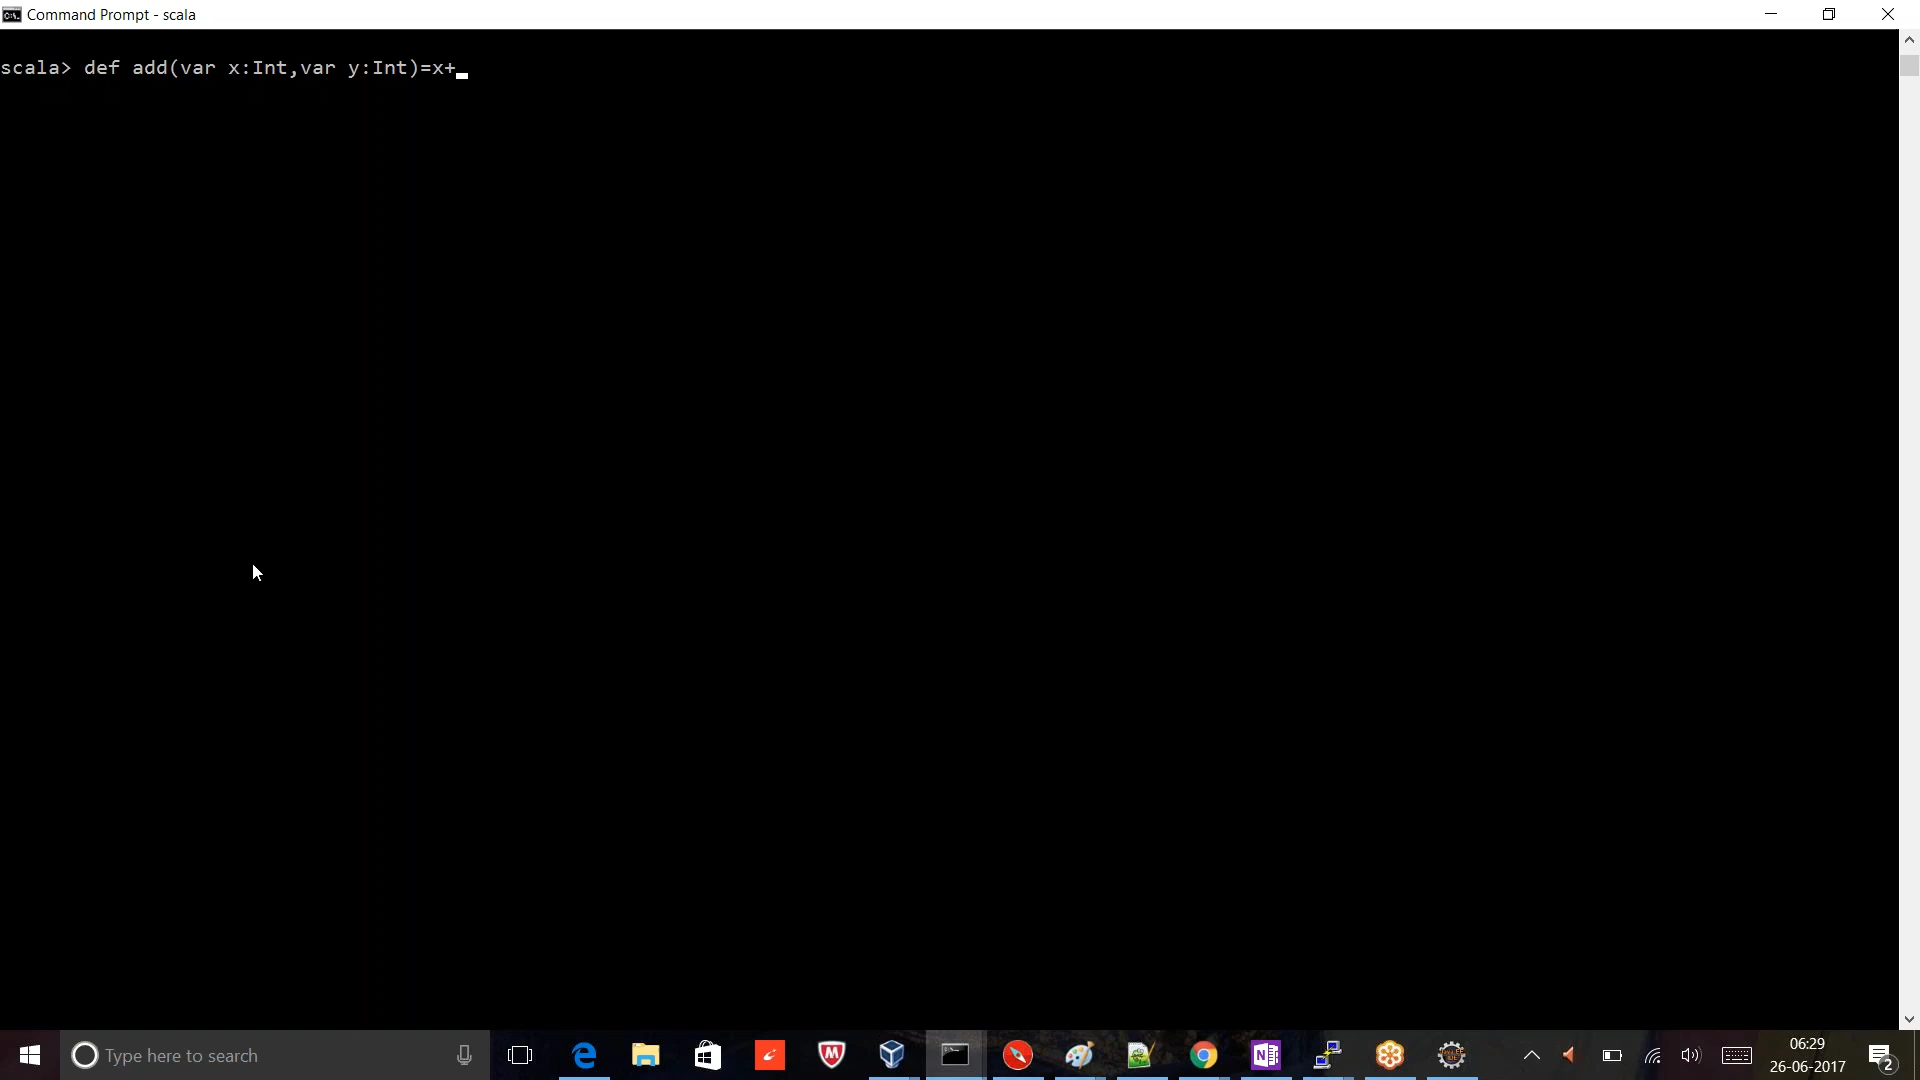 Command Prompt - scala
scala> def add(var x:Int,var y:Int)=x+
Type here to search
06:29
26-06-2017
2